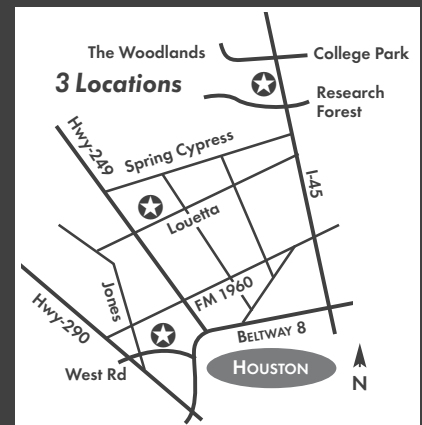 The Woodlands
College Park
3 Locations
Research
Forest
Hwy-249
Spring Cypress
I-45
Louetta
Jones
FM 1960
Hwy-290
BELTWAY 8
West Rd
HOUSTON
N